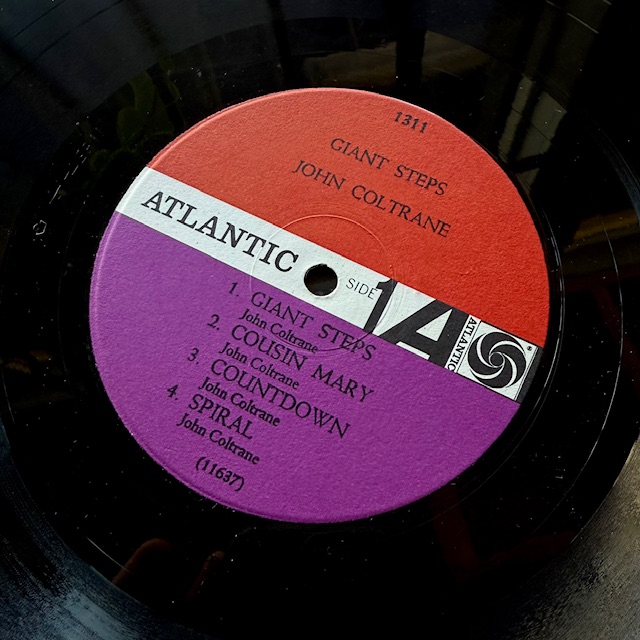 1311
GIANT STEPS
JOHN COLTRANE
ATLANTIC
SIDE 1
A ATLANTIC
1. GIANT STEPS
John Coltrane
2. COUSIN MARY
John Coltrane
3. COUNTDOWN
John Coltrane
4. SPIRAL
John Coltrane
(11637)